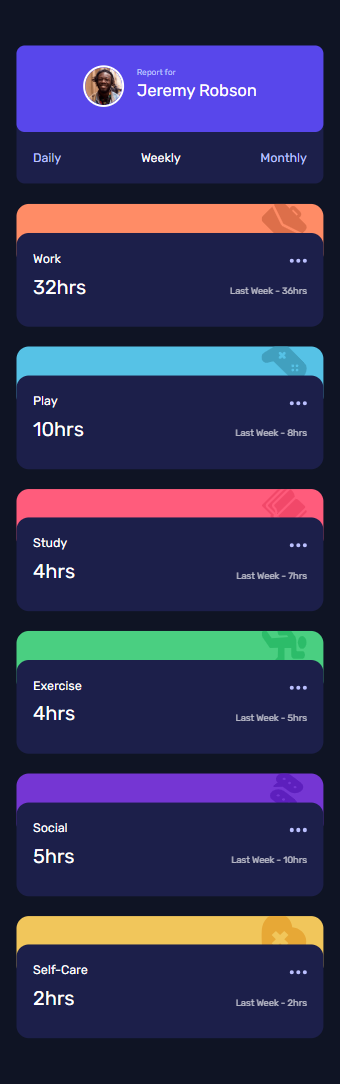 Report for
Jeremy Robson
Daily Weekly Monthly
Work
32hrs Last Week - 36hrs
Play
10hrs Last Week - 8hrs
Study
4hrs Last Week - 7hrs
Exercise
4hrs Last Week - 5hrs
Social
5hrs Last Week - 10hrs
Self-Care
2hrs Last Week - 2hrs